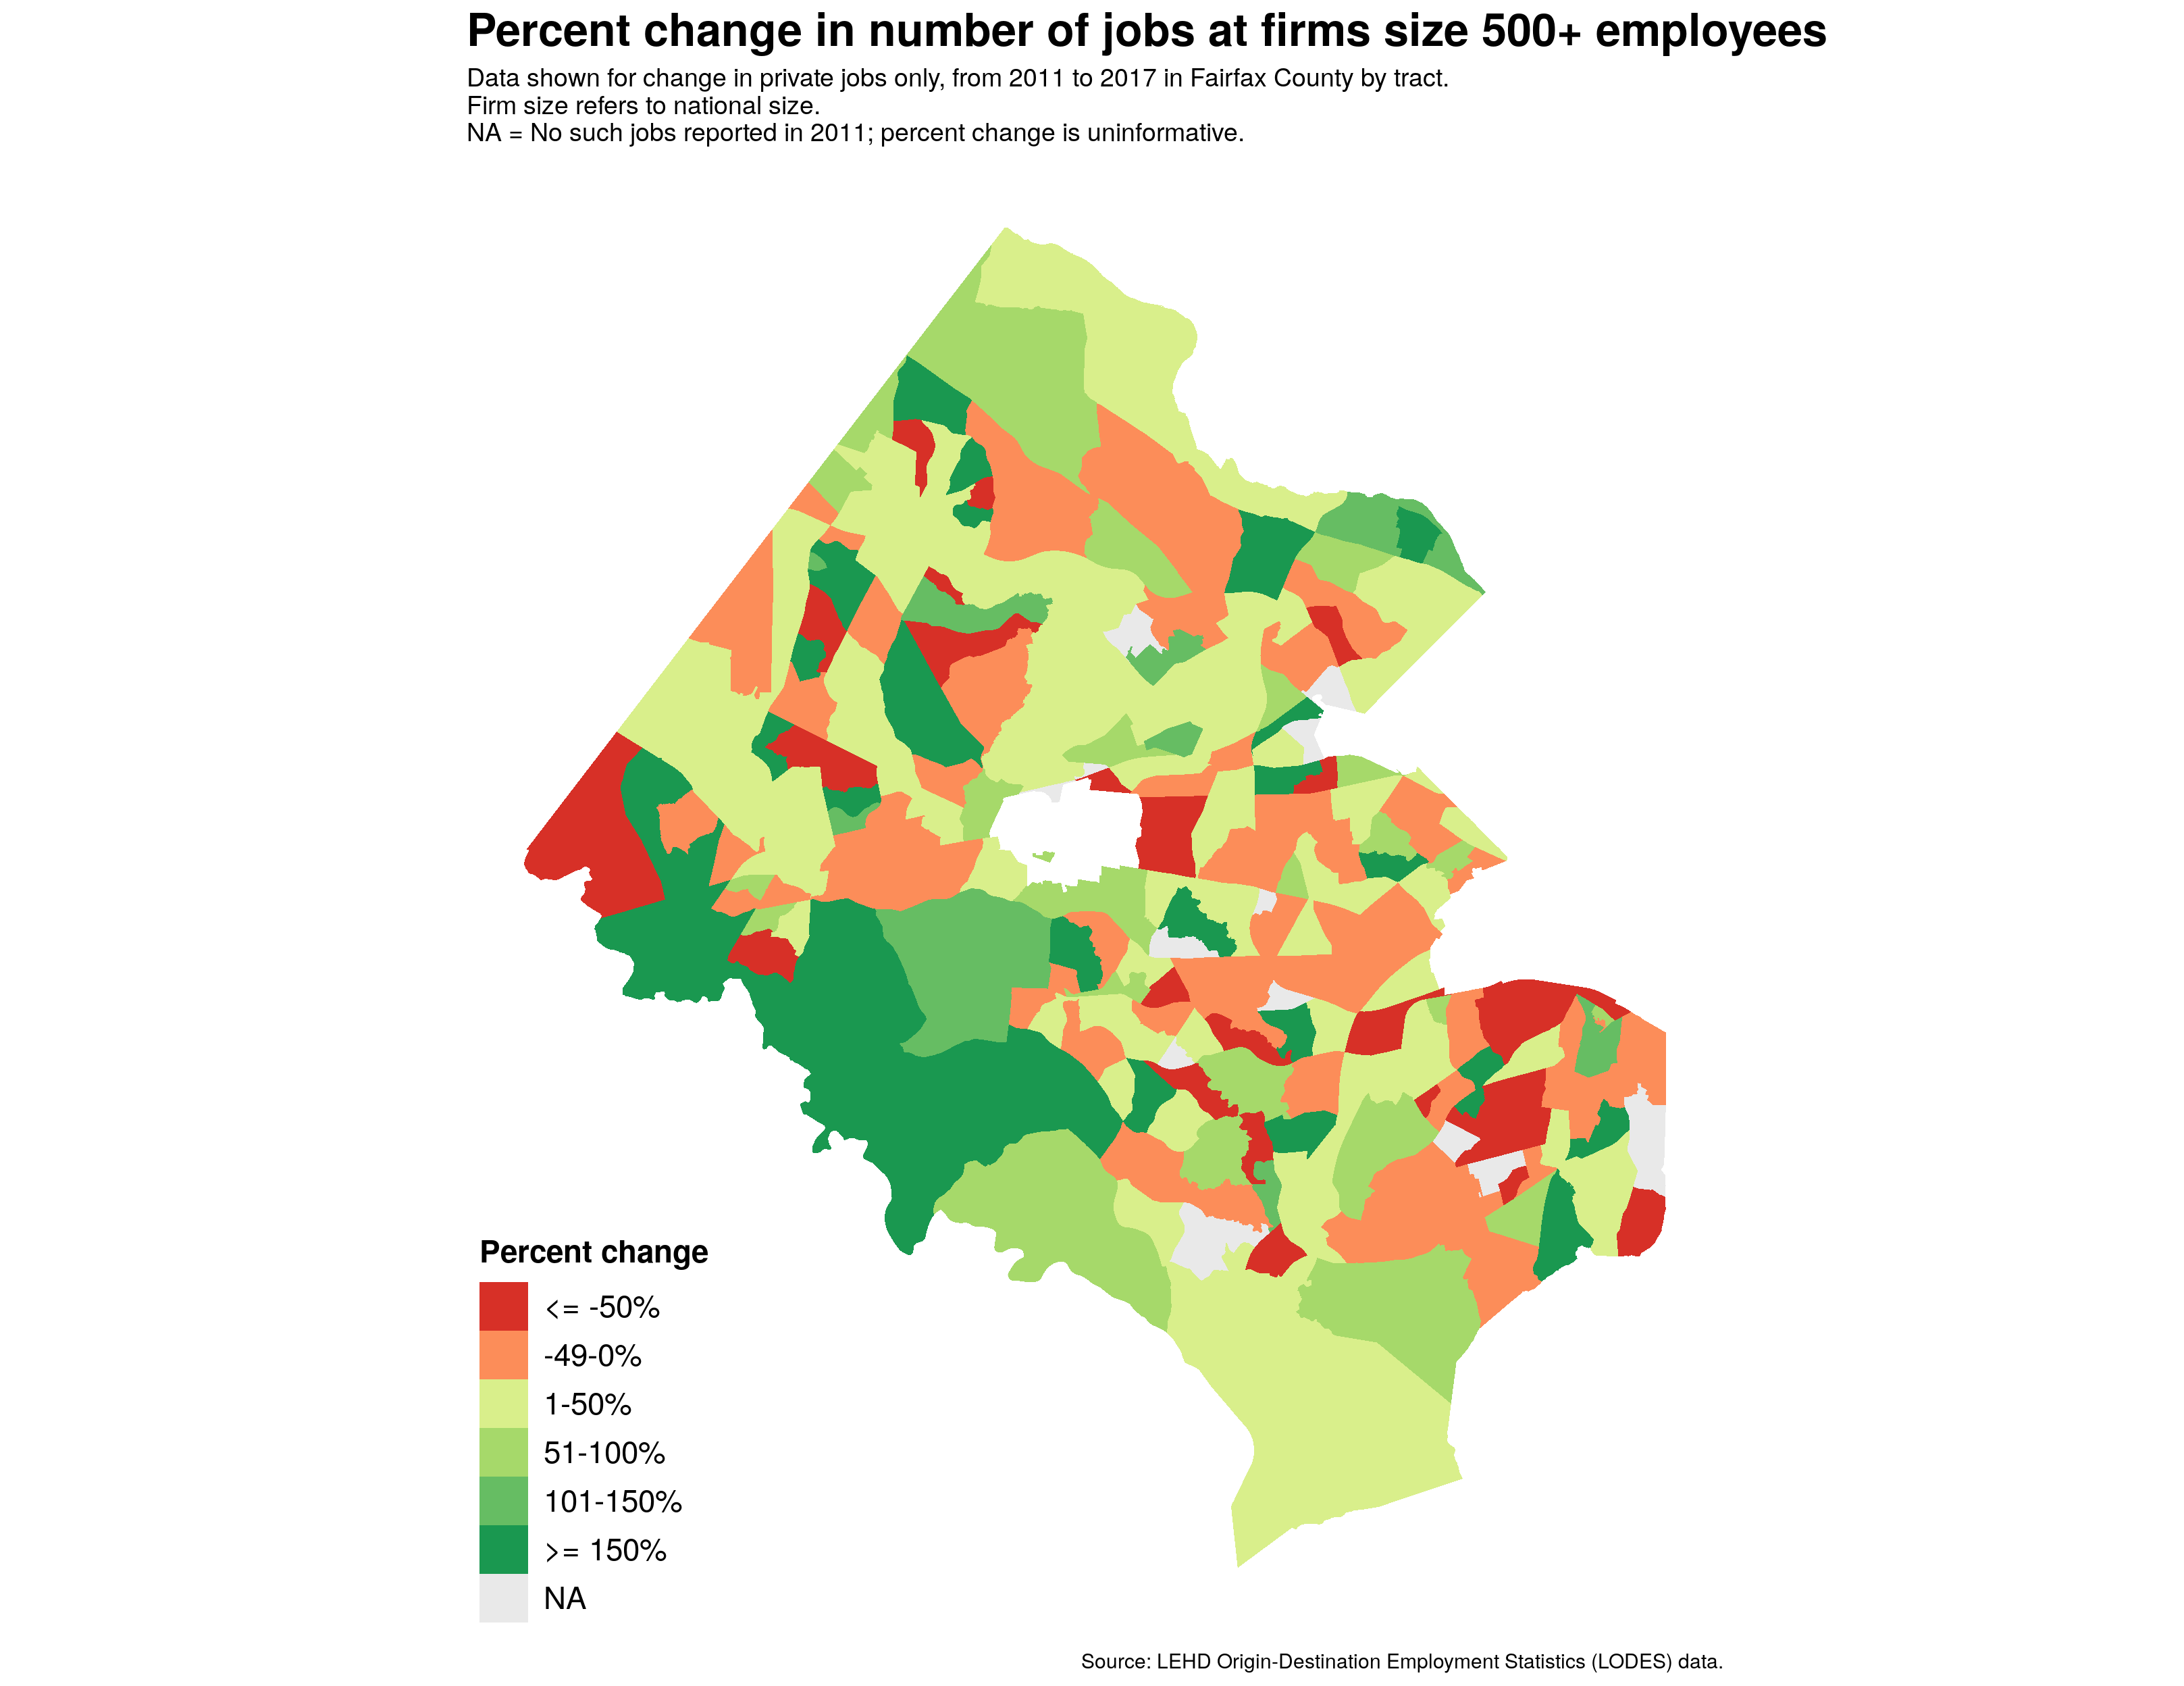 Percent change in number of jobs at firms size 500+ employees
Data shown for change in private jobs only, from 2011 to 2017 in Fairfax County by tract.
Firm size refers to national size.
NA = No such jobs reported in 2011; percent change is uninformative.
Percent change
<= -50%
-49-0%
1-50%
51-100%
101-150%
>= 150%
NA
Source: LEHD Origin-Destination Employment Statistics (LODES) data.